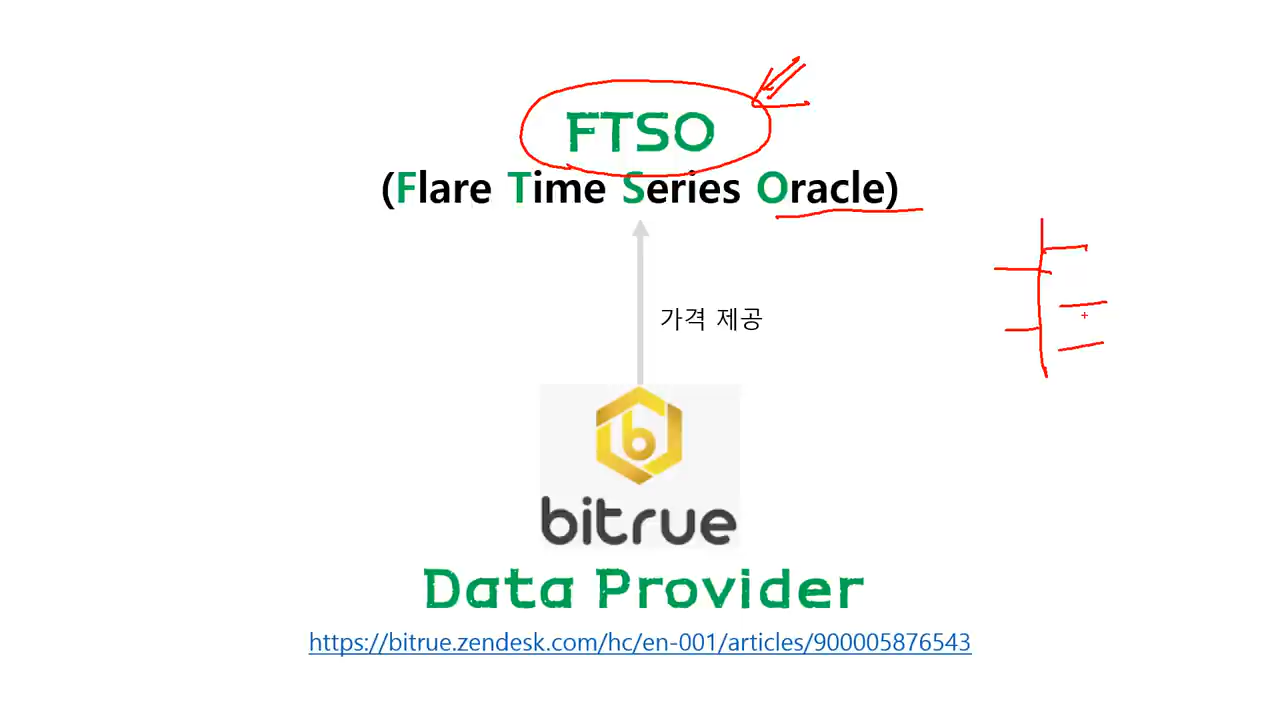 FTSO
(Flare Time Series Oracle)
가격 제공
b
bitrue
Data Provider
https://bitrue.zendesk.com/hc/en-001/articles/900005876543